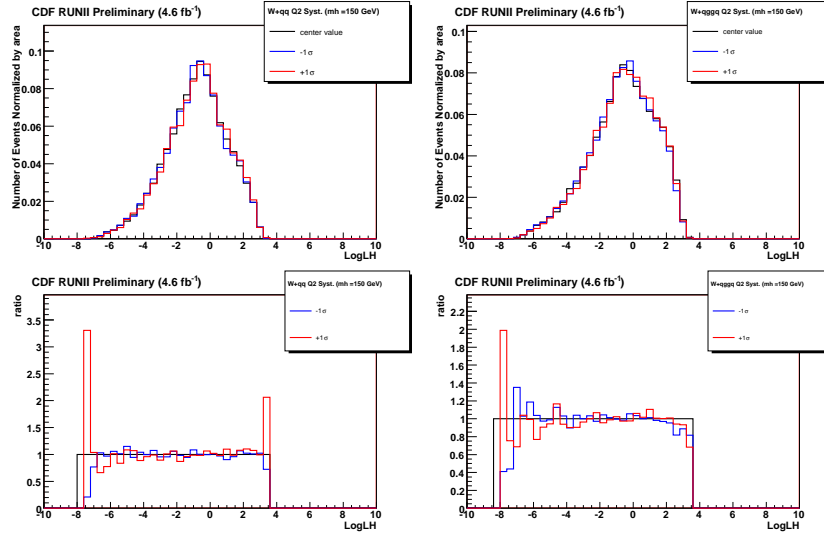 CDF RUNII Preliminary (4.6 fb⁻¹)
W+qq Q2 Syst. (mh =150 GeV)
center value
-1σ
+1σ
Number of Events Normalized by area
0.1
0.08
0.06
0.04
0.02
0
-10 -8 -6 -4 -2 0 2 4 6 8 10
LogLH
CDF RUNII Preliminary (4.6 fb⁻¹)
W+qggq Q2 Syst. (mh =150 GeV)
center value
-1σ
+1σ
Number of Events Normalized by area
0.1
0.08
0.06
0.04
0.02
0
-10 -8 -6 -4 -2 0 2 4 6 8 10
LogLH
CDF RUNII Preliminary (4.6 fb⁻¹)
W+qq Q2 Syst. (mh =150 GeV)
-1σ
+1σ
ratio
3.5
3
2.5
2
1.5
1
0.5
0
-10 -8 -6 -4 -2 0 2 4 6 8 10
LogLH
CDF RUNII Preliminary (4.6 fb⁻¹)
W+qggq Q2 Syst. (mh =150 GeV)
-1σ
+1σ
ratio
2.2
2
1.8
1.6
1.4
1.2
1
0.8
0.6
0.4
0.2
0
-10 -8 -6 -4 -2 0 2 4 6 8 10
LogLH